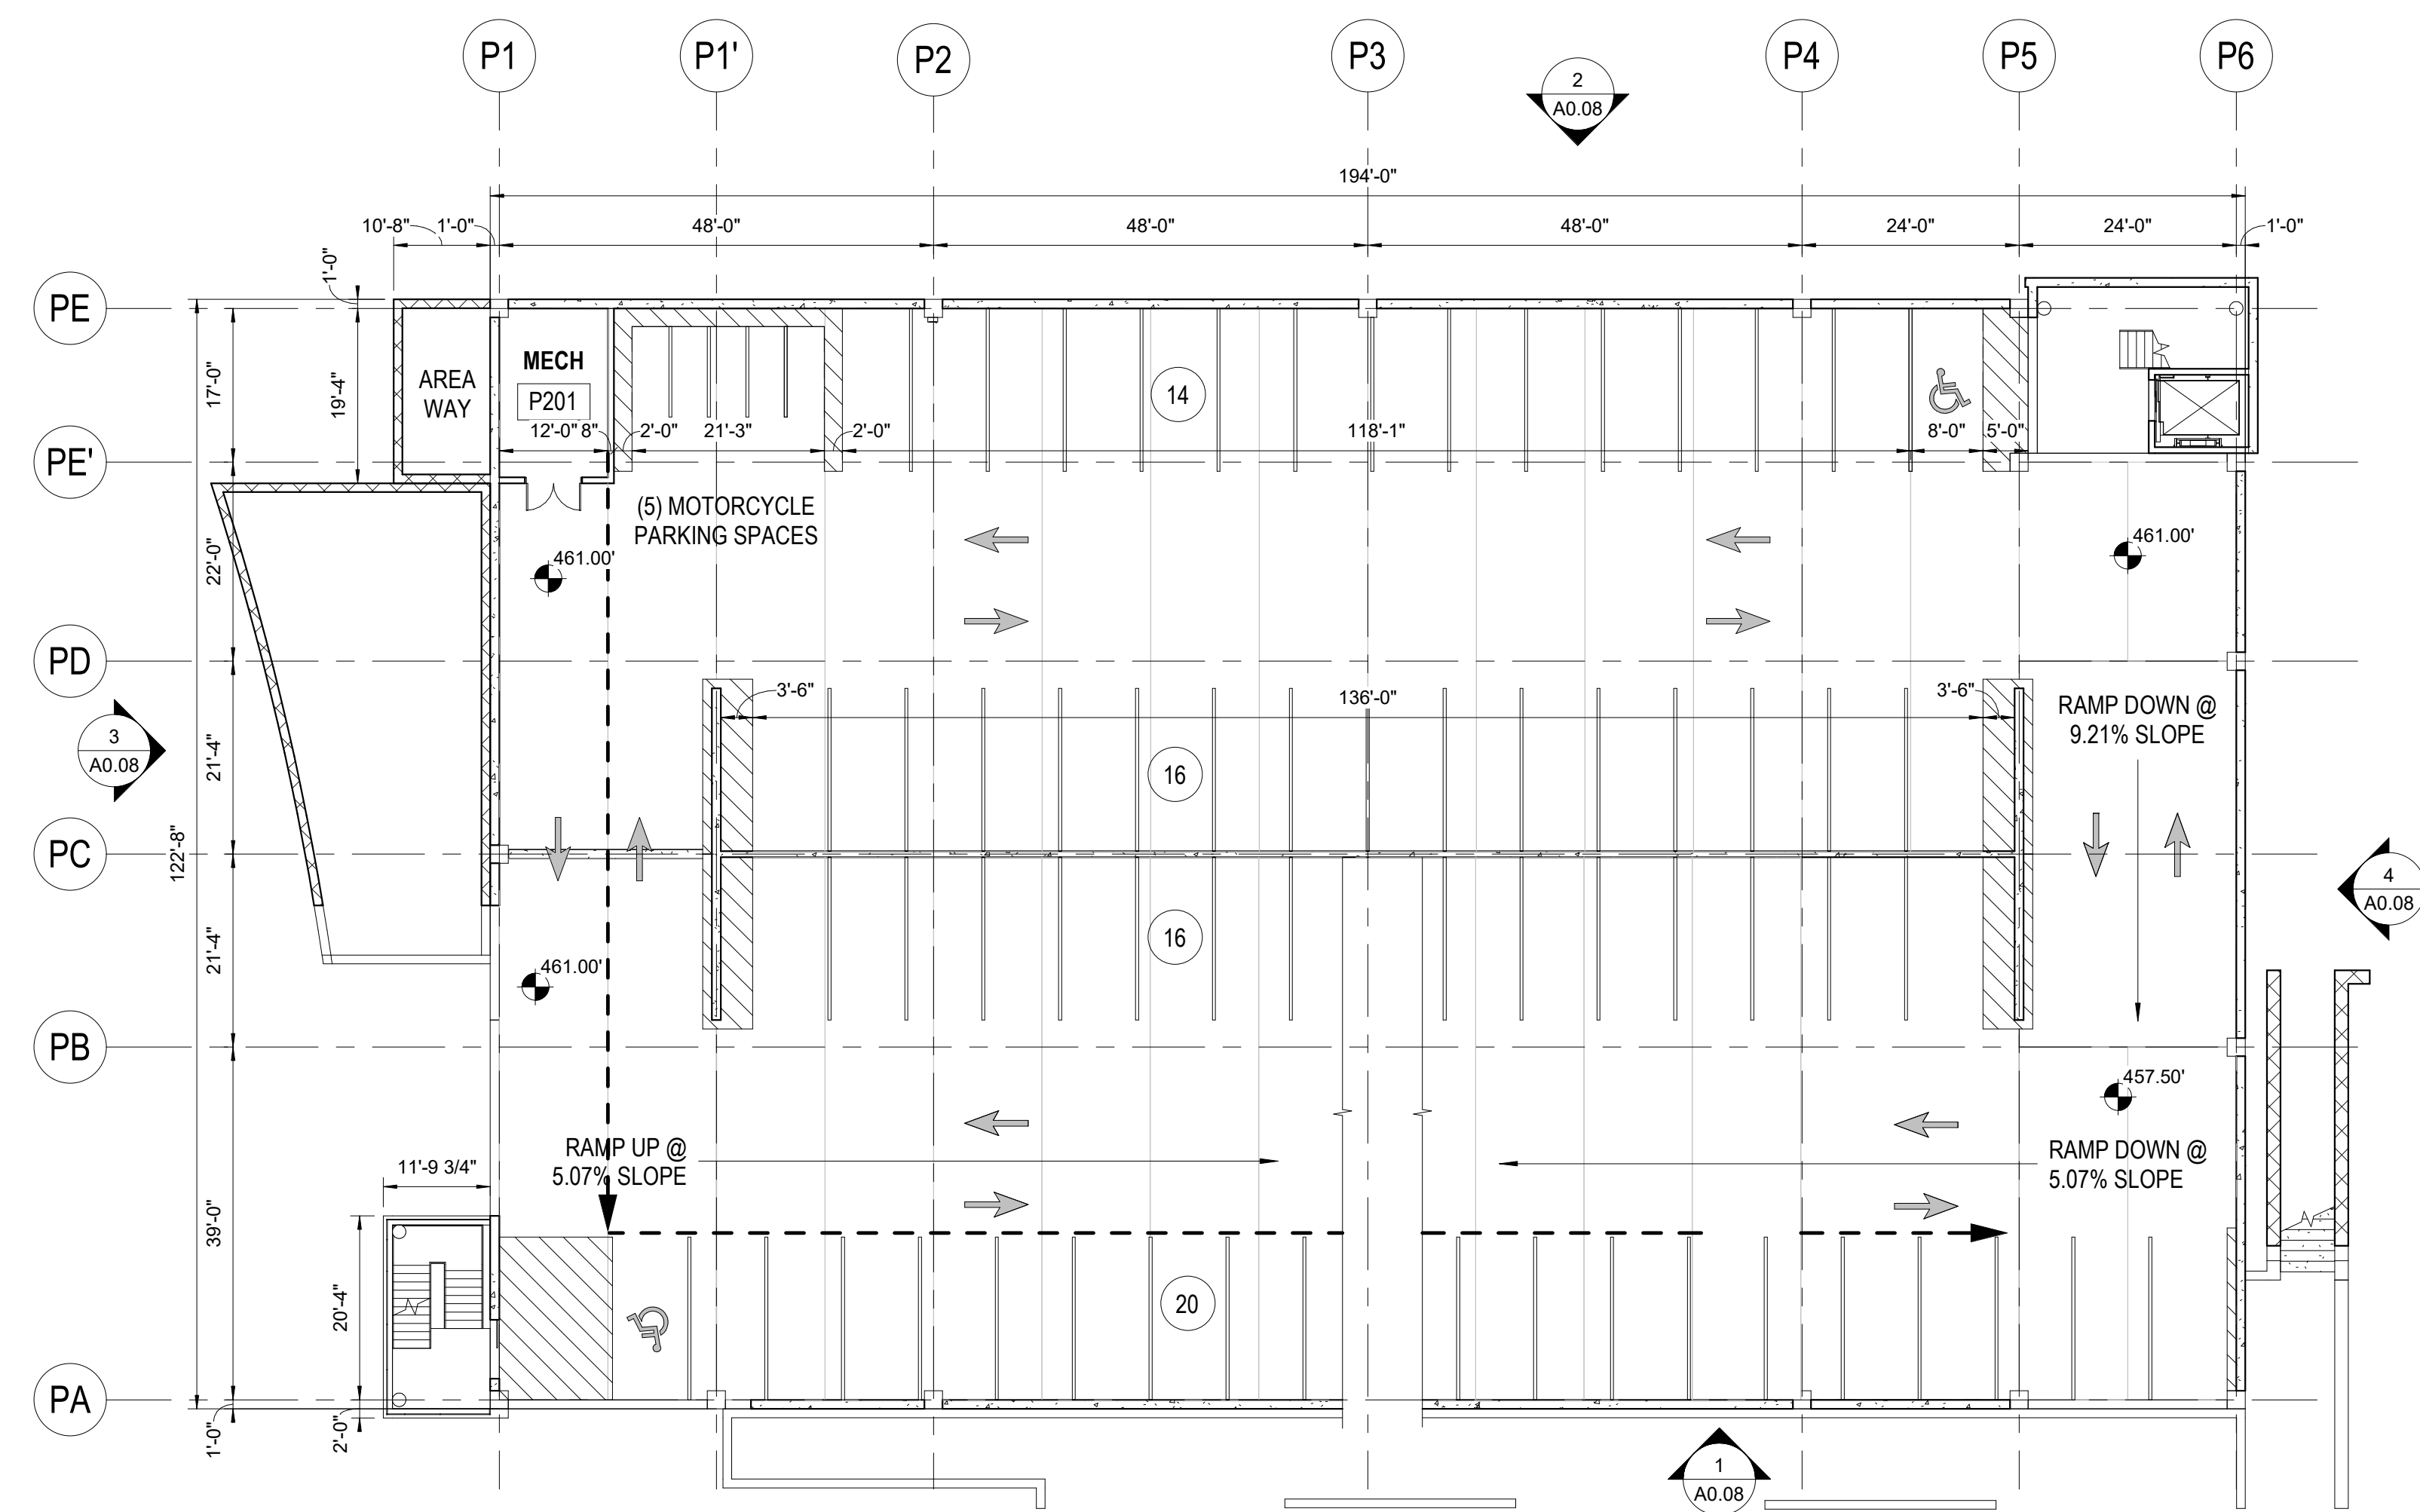 P1 P1' P2 P3 P4 P5 P6
2
A0.08
194'-0"
10'-8" 1'-0" 48'-0" 48'-0" 48'-0" 24'-0" 24'-0" 1'-0"
1'-0"
PE
17'-0"
19'-4"
AREA
WAY
MECH
P201
14
12'-0" 8" 2'-0" 21'-3" 2'-0" 118'-1" 8'-0" 5'-0"
PE'
(5) MOTORCYCLE
PARKING SPACES
461.00'
461.00'
22'-0"
PD
3'-6" 136'-0" 3'-6"
RAMP DOWN @
9.21% SLOPE
3
A0.08
21'-4"
16
122'-8"
PC
4
A0.08
21'-4"
16
461.00'
PB
457.50'
RAMP UP @
5.07% SLOPE
RAMP DOWN @
5.07% SLOPE
11'-9 3/4"
39'-0"
20'-4"
20
PA
1'-0"
2'-0"
1
A0.08